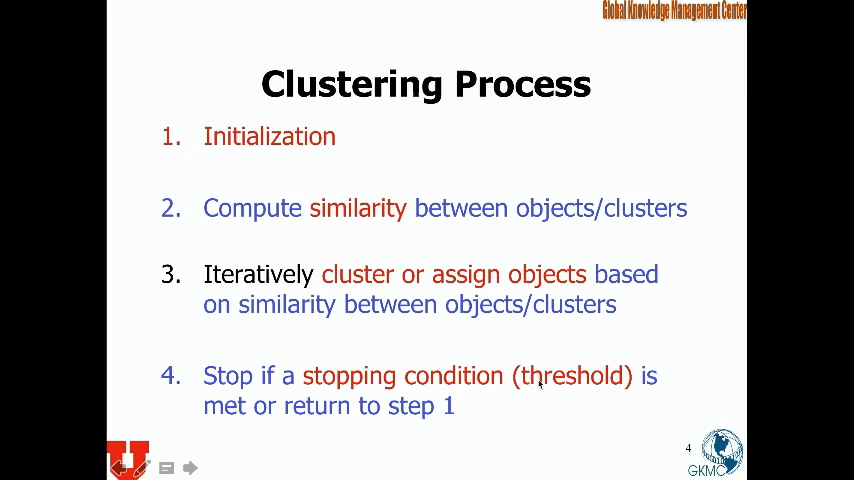 Global Knowledge Management Center
Clustering Process
1. Initialization
2. Compute similarity between objects/clusters
3. Iteratively cluster or assign objects based
on similarity between objects/clusters
4. Stop if a stopping condition (threshold) is
met or return to step 1
4
U
GKMC